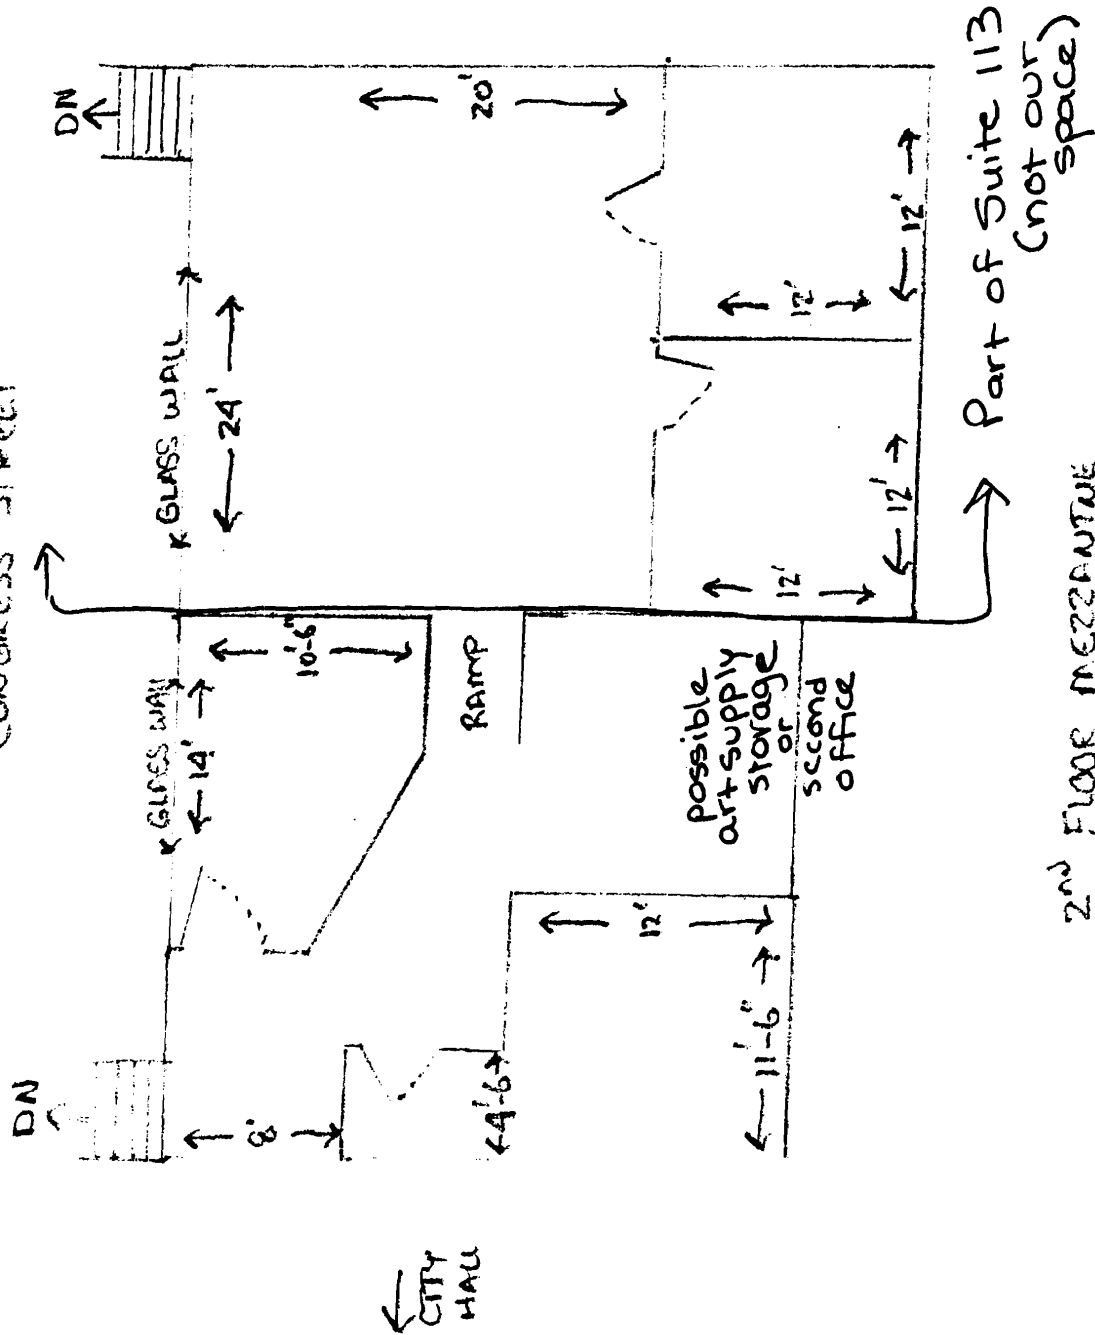 CONGRESS STREET
DN
DN
GLASS WALL
14'
GLASS WALL
24'
8'
10'-6"
20'
CITY
HALL
RAMP
4'-6
12'
11'-6"
possible
art supply
storage
or
second
office
12'
12'
12'
12'
Part of Suite 113
(not our
space)
2nd FLOOR MEZZANINE